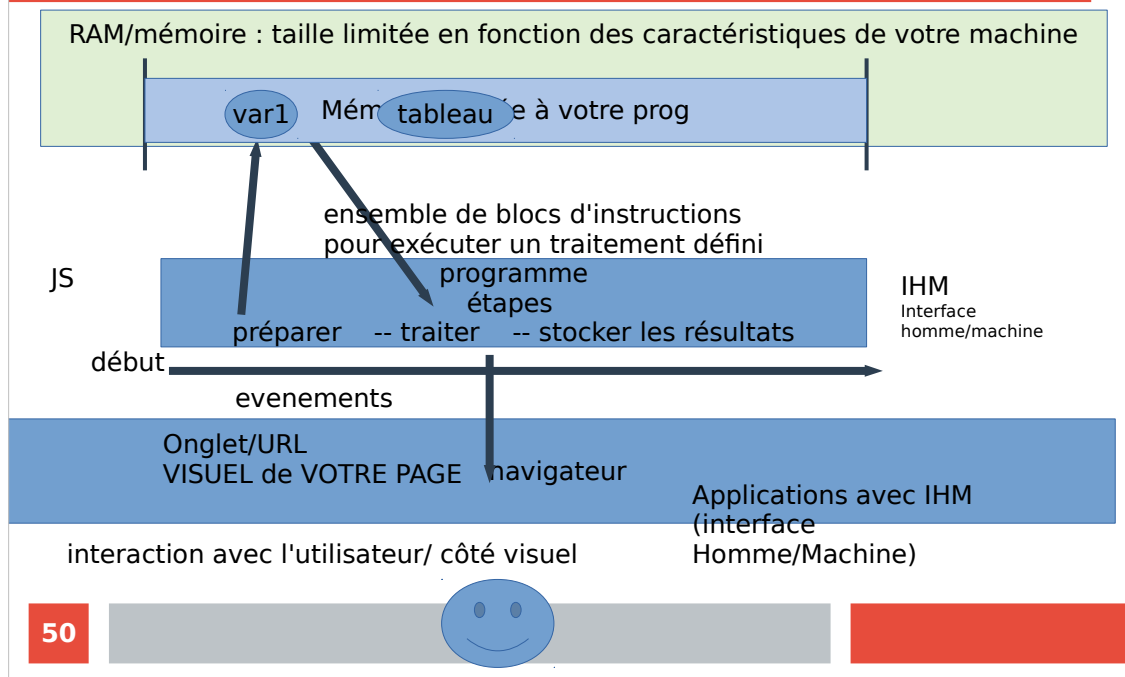 RAM/mémoire : taille limitée en fonction des caractéristiques de votre machine
var1
Mém
tableau
e à votre prog
ensemble de blocs d'instructions
pour exécuter un traitement défini
programme
étapes
JS
IHM
Interface
homme/machine
préparer -- traiter -- stocker les résultats
début
evenements
Onglet/URL
VISUEL de VOTRE PAGE
navigateur
Applications avec IHM
(interface
Homme/Machine)
interaction avec l'utilisateur/ côté visuel
50